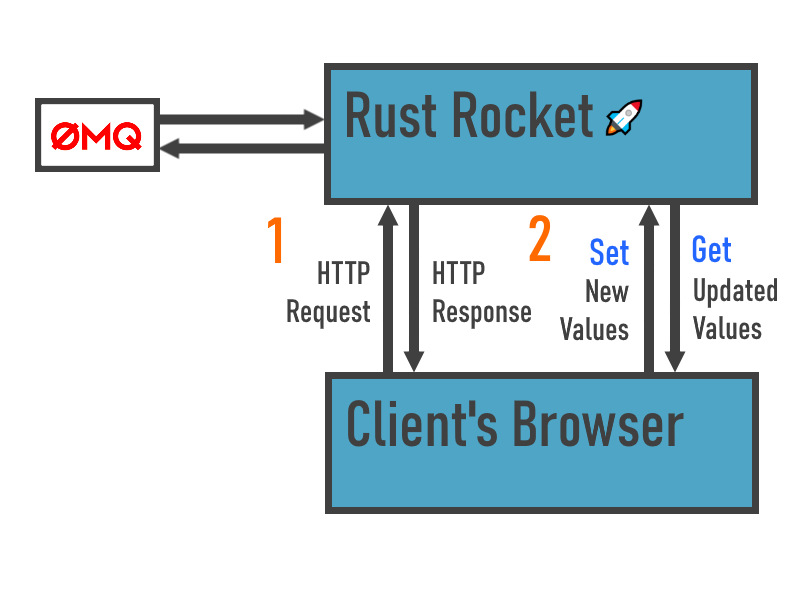 Rust Rocket
ØMQ
1
HTTP
Request
HTTP
Response
2
Set
New
Values
Get
Updated
Values
Client's Browser